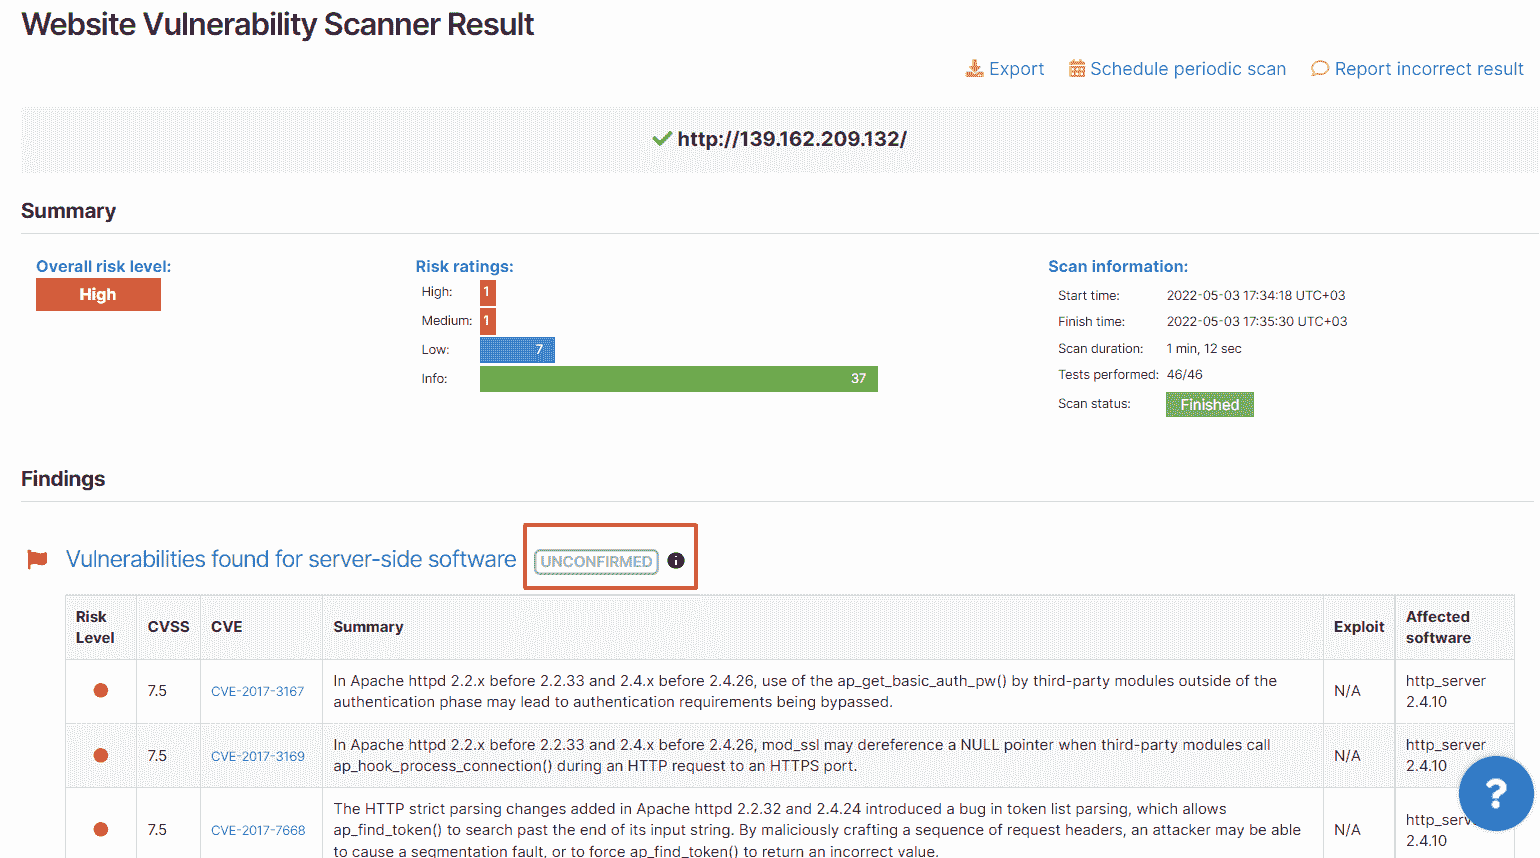 Website Vulnerability Scanner Result
Export Schedule periodic scan Report incorrect result
http://139.162.209.132/
Summary
Overall risk level:
High
Risk ratings:
High: 1
Medium: 1
Low: 7
Info: 37
Scan information:
Start time: 2022-05-03 17:34:18 UTC+03
Finish time: 2022-05-03 17:35:30 UTC+03
Scan duration: 1 min, 12 sec
Tests performed: 46/46
Scan status: Finished
Findings
Vulnerabilities found for server-side software UNCONFIRMED i
Risk Level CVSS CVE Summary Exploit Affected software
7.5 CVE-2017-3167 In Apache httpd 2.2.x before 2.2.33 and 2.4.x before 2.4.26, use of the ap_get_basic_auth_pw() by third-party modules outside of the
authentication phase may lead to authentication requirements being bypassed. N/A http_server 2.4.10
7.5 CVE-2017-3169 In Apache httpd 2.2.x before 2.2.33 and 2.4.x before 2.4.26, mod_ssl may dereference a NULL pointer when third-party modules call
ap_hook_process_connection() during an HTTP request to an HTTPS port. N/A http_server 2.4.10
7.5 CVE-2017-7668 The HTTP strict parsing changes added in Apache httpd 2.2.32 and 2.4.24 introduced a bug in token list parsing, which allows
ap_find_token() to search past the end of its input string. By maliciously crafting a sequence of request headers, an attacker may be able
to cause a segmentation fault, or to force ap_find_token() to return an incorrect value. N/A 2.4.10
?